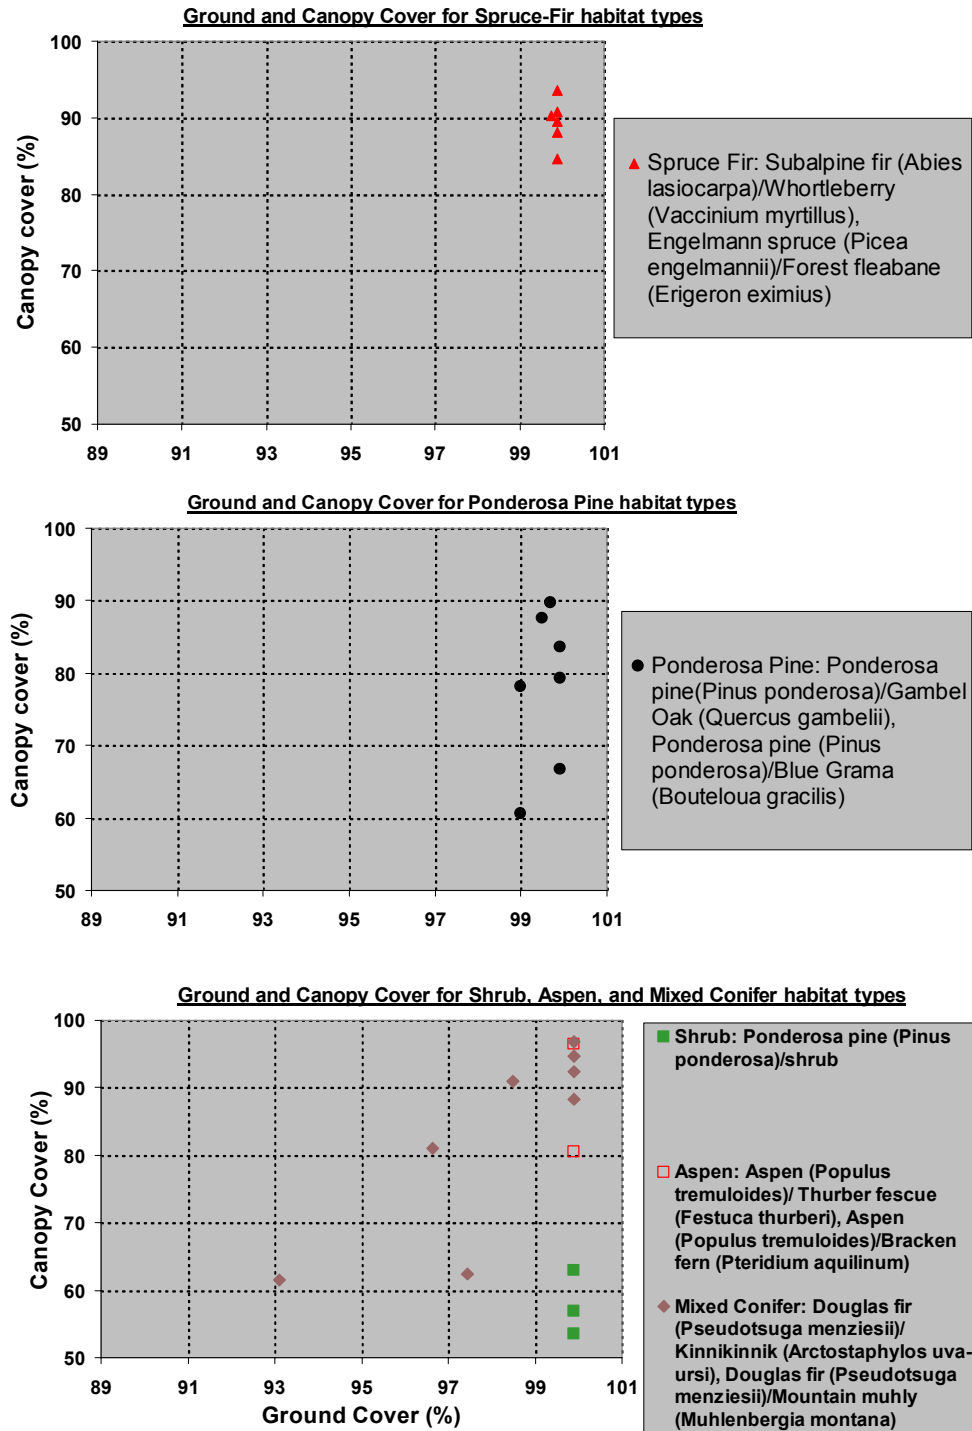 Ground and Canopy Cover for Spruce-Fir habitat types
100
90
80
70
60
50
Canopy cover (%)
89 91 93 95 97 99 101
Spruce Fir: Subalpine fir (Abies
lasiocarpa)/Whortleberry
(Vaccinium myrtillus),
Engelmann spruce (Picea
engelmannii)/Forest fleabane
(Erigeron eximius)
Ground and Canopy Cover for Ponderosa Pine habitat types
100
90
80
70
60
50
Canopy cover (%)
89 91 93 95 97 99 101
Ponderosa Pine: Ponderosa
pine(Pinus ponderosa)/Gambel
Oak (Quercus gambelii),
Ponderosa pine (Pinus
ponderosa)/Blue Grama
(Bouteloua gracilis)
Ground and Canopy Cover for Shrub, Aspen, and Mixed Conifer habitat types
100
90
80
70
60
50
Canopy Cover (%)
89 91 93 95 97 99 101
Ground Cover (%)
Shrub: Ponderosa pine (Pinus
ponderosa)/shrub
Aspen: Aspen (Populus
tremuloides)/ Thurber fescue
(Festuca thurberi), Aspen
(Populus tremuloides)/Bracken
fern (Pteridium aquilinum)
Mixed Conifer: Douglas fir
(Pseudotsuga menziesii)/
Kinnikinnik (Arctostaphylos uva-
ursi), Douglas fir (Pseudotsuga
menziesii)/Mountain muhly
(Muhlenbergia montana)